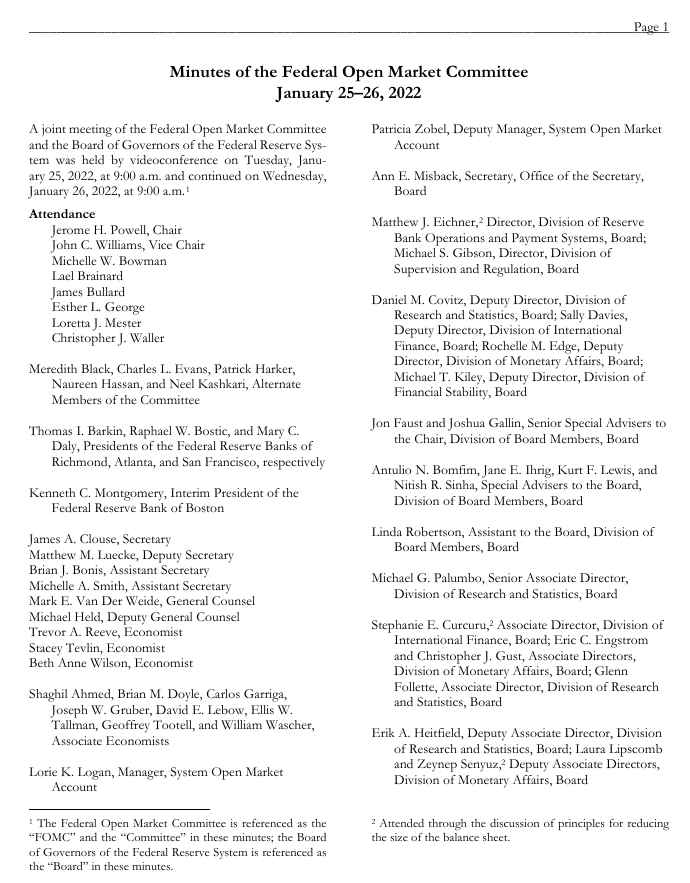 Page 1
Minutes of the Federal Open Market Committee
January 25–26, 2022
A joint meeting of the Federal Open Market Committee
and the Board of Governors of the Federal Reserve Sys-
tem was held by videoconference on Tuesday, Janu-
ary 25, 2022, at 9:00 a.m. and continued on Wednesday,
January 26, 2022, at 9:00 a.m.¹
Attendance
Jerome H. Powell, Chair
John C. Williams, Vice Chair
Michelle W. Bowman
Lael Brainard
James Bullard
Esther L. George
Loretta J. Mester
Christopher J. Waller
Meredith Black, Charles L. Evans, Patrick Harker,
Naureen Hassan, and Neel Kashkari, Alternate
Members of the Committee
Thomas I. Barkin, Raphael W. Bostic, and Mary C.
Daly, Presidents of the Federal Reserve Banks of
Richmond, Atlanta, and San Francisco, respectively
Kenneth C. Montgomery, Interim President of the
Federal Reserve Bank of Boston
James A. Clouse, Secretary
Matthew M. Luecke, Deputy Secretary
Brian J. Bonis, Assistant Secretary
Michelle A. Smith, Assistant Secretary
Mark E. Van Der Weide, General Counsel
Michael Held, Deputy General Counsel
Trevor A. Reeve, Economist
Stacey Tevlin, Economist
Beth Anne Wilson, Economist
Shaghil Ahmed, Brian M. Doyle, Carlos Garriga,
Joseph W. Gruber, David E. Lebow, Ellis W.
Tallman, Geoffrey Tootell, and William Wascher,
Associate Economists
Lorie K. Logan, Manager, System Open Market
Account
¹ The Federal Open Market Committee is referenced as the
“FOMC” and the “Committee” in these minutes; the Board
of Governors of the Federal Reserve System is referenced as
the “Board” in these minutes.
Patricia Zobel, Deputy Manager, System Open Market
Account
Ann E. Misback, Secretary, Office of the Secretary,
Board
Matthew J. Eichner,² Director, Division of Reserve
Bank Operations and Payment Systems, Board;
Michael S. Gibson, Director, Division of
Supervision and Regulation, Board
Daniel M. Covitz, Deputy Director, Division of
Research and Statistics, Board; Sally Davies,
Deputy Director, Division of International
Finance, Board; Rochelle M. Edge, Deputy
Director, Division of Monetary Affairs, Board;
Michael T. Kiley, Deputy Director, Division of
Financial Stability, Board
Jon Faust and Joshua Gallin, Senior Special Advisers to
the Chair, Division of Board Members, Board
Antulio N. Bomfim, Jane E. Ihrig, Kurt F. Lewis, and
Nitish R. Sinha, Special Advisers to the Board,
Division of Board Members, Board
Linda Robertson, Assistant to the Board, Division of
Board Members, Board
Michael G. Palumbo, Senior Associate Director,
Division of Research and Statistics, Board
Stephanie E. Curcuru,² Associate Director, Division of
International Finance, Board; Eric C. Engstrom
and Christopher J. Gust, Associate Directors,
Division of Monetary Affairs, Board; Glenn
Follette, Associate Director, Division of Research
and Statistics, Board
Erik A. Heitfield, Deputy Associate Director, Division
of Research and Statistics, Board; Laura Lipscomb
and Zeynep Senyuz,² Deputy Associate Directors,
Division of Monetary Affairs, Board
² Attended through the discussion of principles for reducing
the size of the balance sheet.